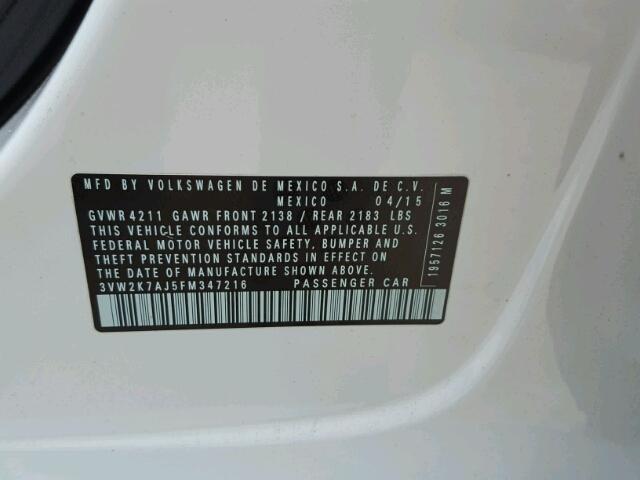 MFD BY VOLKSWAGEN DE MEXICO S.A. DE C.V.
MEXICO 04/15
GVWR 4211 GAWR FRONT 2138 / REAR 2183 LBS
THIS VEHICLE CONFORMS TO ALL APPLICABLE U.S.
FEDERAL MOTOR VEHICLE SAFETY, BUMPER AND
THEFT PREVENTION STANDARDS IN EFFECT ON
THE DATE OF MANUFACTURE SHOWN ABOVE.
3VW2K7AJ5FM347216 PASSENGER CAR
1957126 3016 M